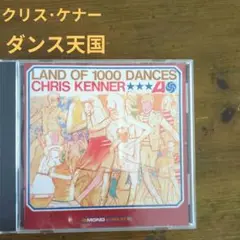 クリス・ケナー
ダンス天国
LAND OF 1000 DANCES
CHRIS KENNER★★★